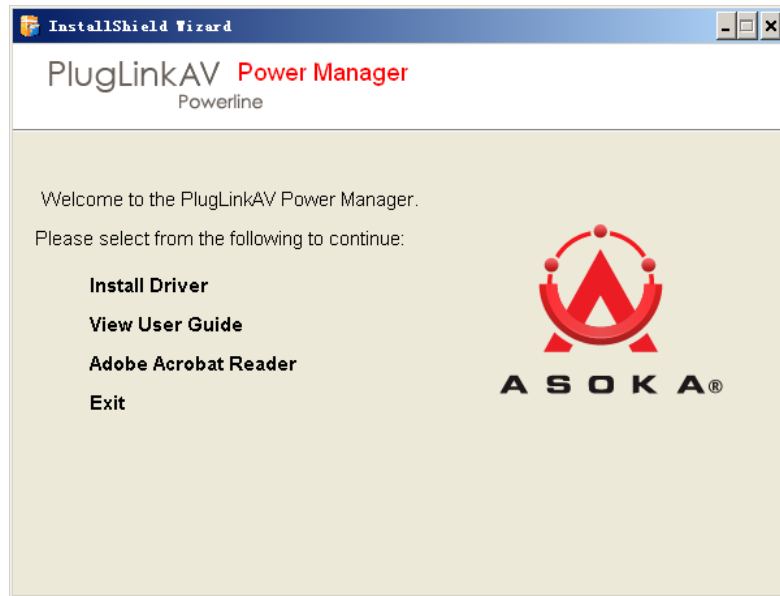 InstallShield Wizard
PlugLinkAV Power Manager
Powerline
Welcome to the PlugLinkAV Power Manager.
Please select from the following to continue:
Install Driver
View User Guide
Adobe Acrobat Reader
Exit
ASOKA®